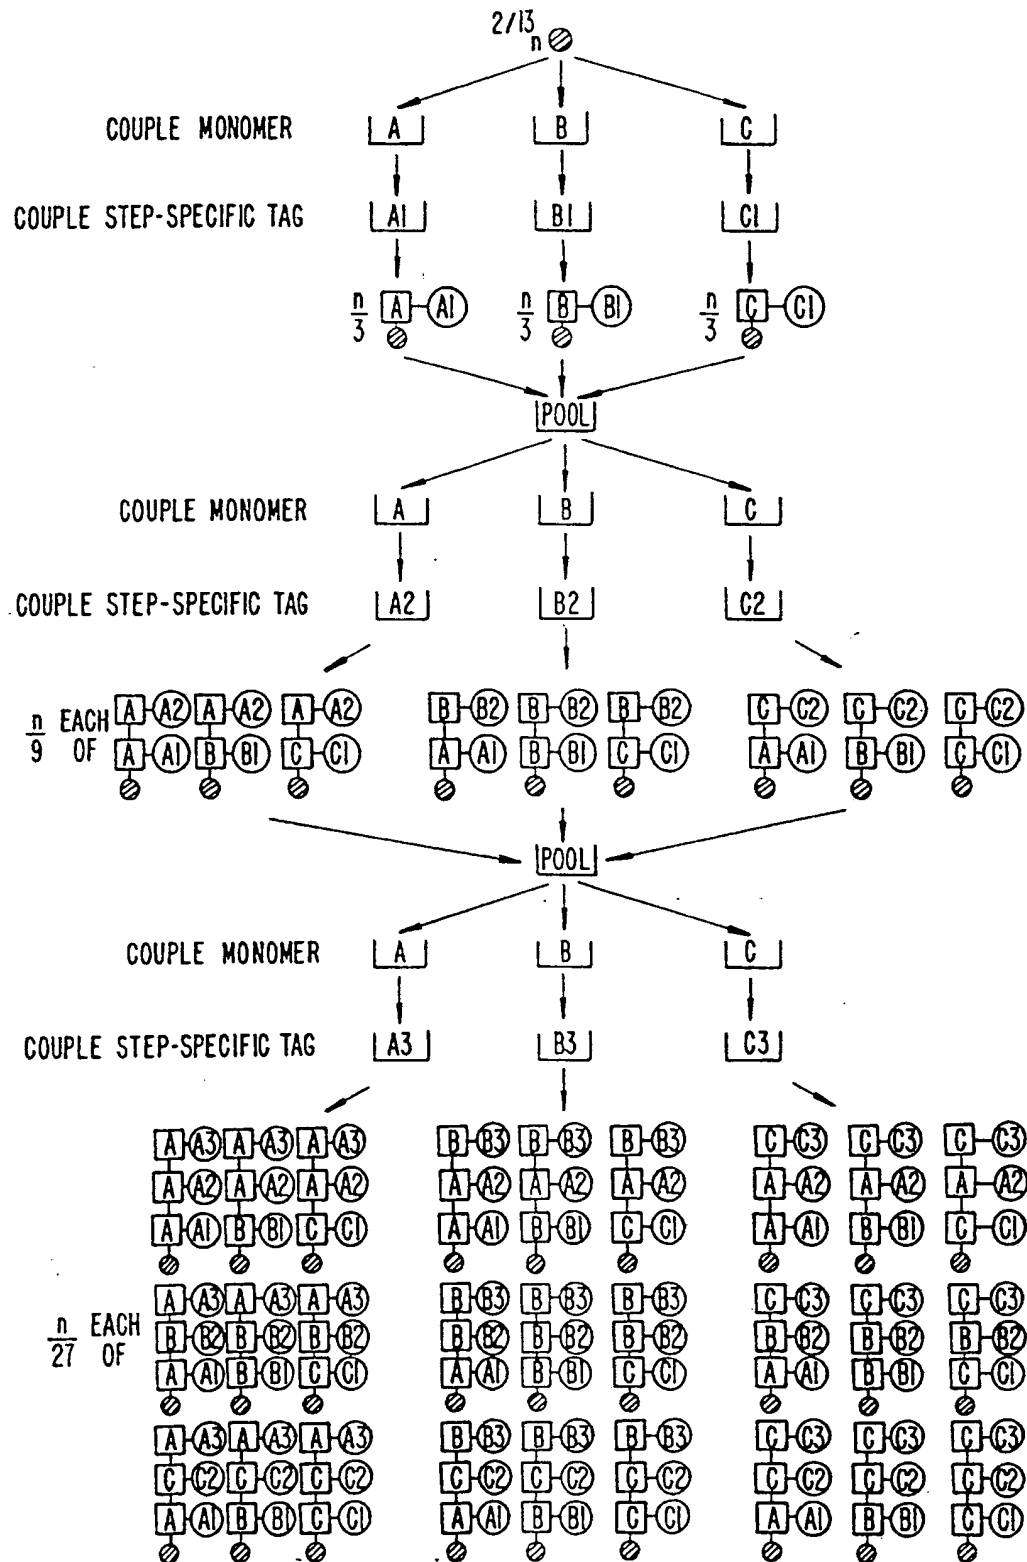 2/13
n
COUPLE MONOMER A B C
COUPLE STEP-SPECIFIC TAG A1 B1 C1
n/3 A A1 n/3 B B1 n/3 C C1
POOL
COUPLE MONOMER A B C
COUPLE STEP-SPECIFIC TAG A2 B2 C2
n/9 EACH OF
A A2 A A2 A A2 B B2 B B2 B B2 C C2 C C2 C C2
A A1 B B1 C C1 A A1 B B1 C C1 A A1 B B1 C C1
POOL
COUPLE MONOMER A B C
COUPLE STEP-SPECIFIC TAG A3 B3 C3
A A3 A A3 A A3 B B3 B B3 B B3 C C3 C C3 C C3
A A2 A A2 A A2 A A2 A A2 A A2 A A2 A A2 A A2
A A1 B B1 C C1 A A1 B B1 C C1 A A1 B B1 C C1
n/27 EACH OF
A A3 A A3 A A3 B B3 B B3 B B3 C C3 C C3 C C3
B B2 B B2 B B2 B B2 B B2 B B2 B B2 B B2 B B2
A A1 B B1 C C1 A A1 B B1 C C1 A A1 B B1 C C1
A A3 A A3 A A3 B B3 B B3 B B3 C C3 C C3 C C3
C C2 C C2 C C2 C C2 C C2 C C2 C C2 C C2 C C2
A A1 B B1 C C1 A A1 B B1 C C1 A A1 B B1 C C1